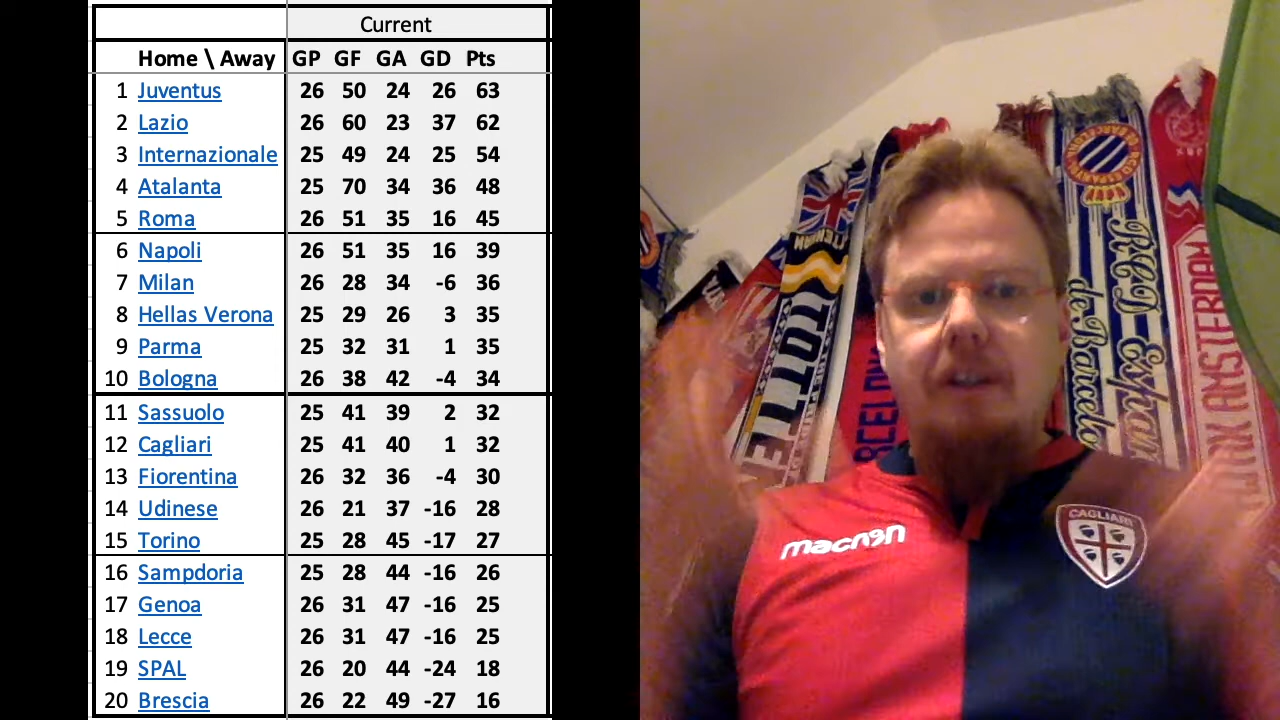 Current
Home \ Away GP GF GA GD Pts
1 Juventus 26 50 24 26 63
2 Lazio 26 60 23 37 62
3 Internazionale 25 49 24 25 54
4 Atalanta 25 70 34 36 48
5 Roma 26 51 35 16 45
6 Napoli 26 51 35 16 39
7 Milan 26 28 34 -6 36
8 Hellas Verona 25 29 26 3 35
9 Parma 25 32 31 1 35
10 Bologna 26 38 42 -4 34
11 Sassuolo 25 41 39 2 32
12 Cagliari 25 41 40 1 32
13 Fiorentina 26 32 36 -4 30
14 Udinese 26 21 37 -16 28
15 Torino 25 28 45 -17 27
16 Sampdoria 25 28 44 -16 26
17 Genoa 26 31 47 -16 25
18 Lecce 26 31 47 -16 25
19 SPAL 26 20 44 -24 18
20 Brescia 26 22 49 -27 16
TOTTEN
RCD Espan
de Barcelo
AMSTERDAM
macron
CAGLIARI